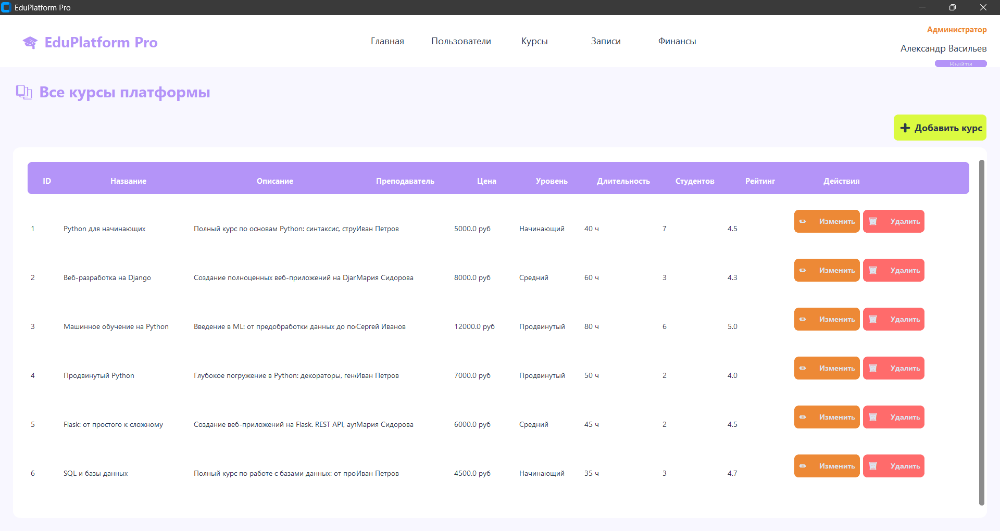 EduPlatform Pro
EduPlatform Pro
Главная Пользователи Курсы Записи Финансы
Администратор
Александр Васильев
Выйти
Все курсы платформы
Добавить курс
ID Название Описание Преподаватель Цена Уровень Длительность Студентов Рейтинг Действия
1 Python для начинающих Полный курс по основам Python: синтаксис, стру Иван Петров 5000.0 руб Начинающий 40 ч 7 4.5 Изменить Удалить
2 Веб-разработка на Django Создание полноценных веб-приложений на Djan Мария Сидорова 8000.0 руб Средний 60 ч 3 4.3 Изменить Удалить
3 Машинное обучение на Python Введение в ML: от предобработки данных до по Сергей Иванов 12000.0 руб Продвинутый 80 ч 6 5.0 Изменить Удалить
4 Продвинутый Python Глубокое погружение в Python: декораторы, ген Иван Петров 7000.0 руб Продвинутый 50 ч 2 4.0 Изменить Удалить
5 Flask: от простого к сложному Создание веб-приложений на Flask. REST API, аут Мария Сидорова 6000.0 руб Средний 45 ч 2 4.5 Изменить Удалить
6 SQL и базы данных Полный курс по работе с базами данных: от про Иван Петров 4500.0 руб Начинающий 35 ч 3 4.7 Изменить Удалить